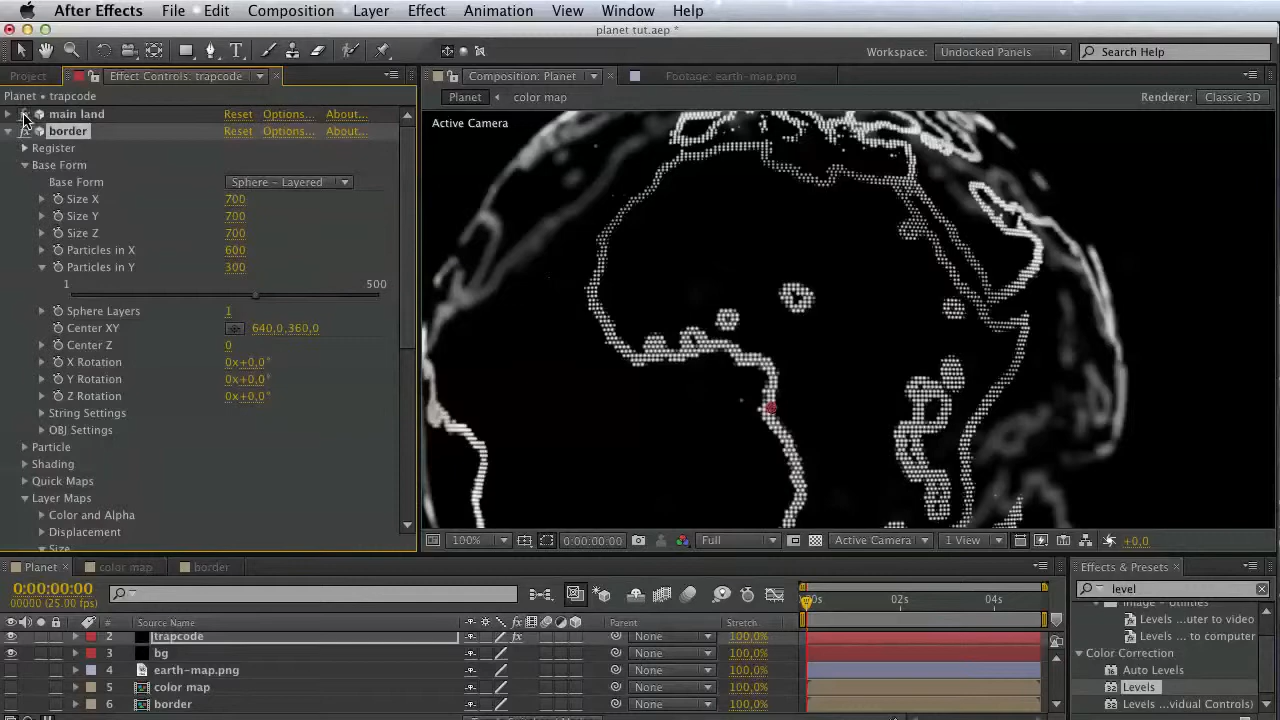 After Effects File Edit Composition Layer Effect Animation View Window Help
planet tut.aep *
Workspace: Undocked Panels Search Help
Project Effect Controls: trapcode Composition: Planet Footage: earth-map.png
Planet • trapcode Planet color map Renderer: Classic 3D
main land Reset Options... About...
Active Camera
border Reset Options... About...
Register
Base Form
Base Form Sphere - Layered
Size X 700
Size Y 700
Size Z 700
Particles in X 600
Particles in Y 300
1 500
Sphere Layers 1
Center XY 640,0,360,0
Center Z 0
X Rotation 0x+0,0°
Y Rotation 0x+0,0°
Z Rotation 0x+0,0°
String Settings
OBJ Settings
Particle
Shading
Quick Maps
Layer Maps
Color and Alpha
Displacement
Size
100% 0:00:00:00 Full Active Camera 1 View +0,0
Planet color map border Effects & Presets
0:00:00:00
00000 (25.00 fps)
level
0s 02s 04s
# Source Name Parent Stretch
2 trapcode None 100,0%
3 bg None 100,0%
4 earth-map.png None 100,0%
5 color map None 100,0%
6 border None 100,0%
Image - Utilities
Levels ...uter to video
Levels ... to computer
Color Correction
Auto Levels
Levels
Levels ...vidual Controls)